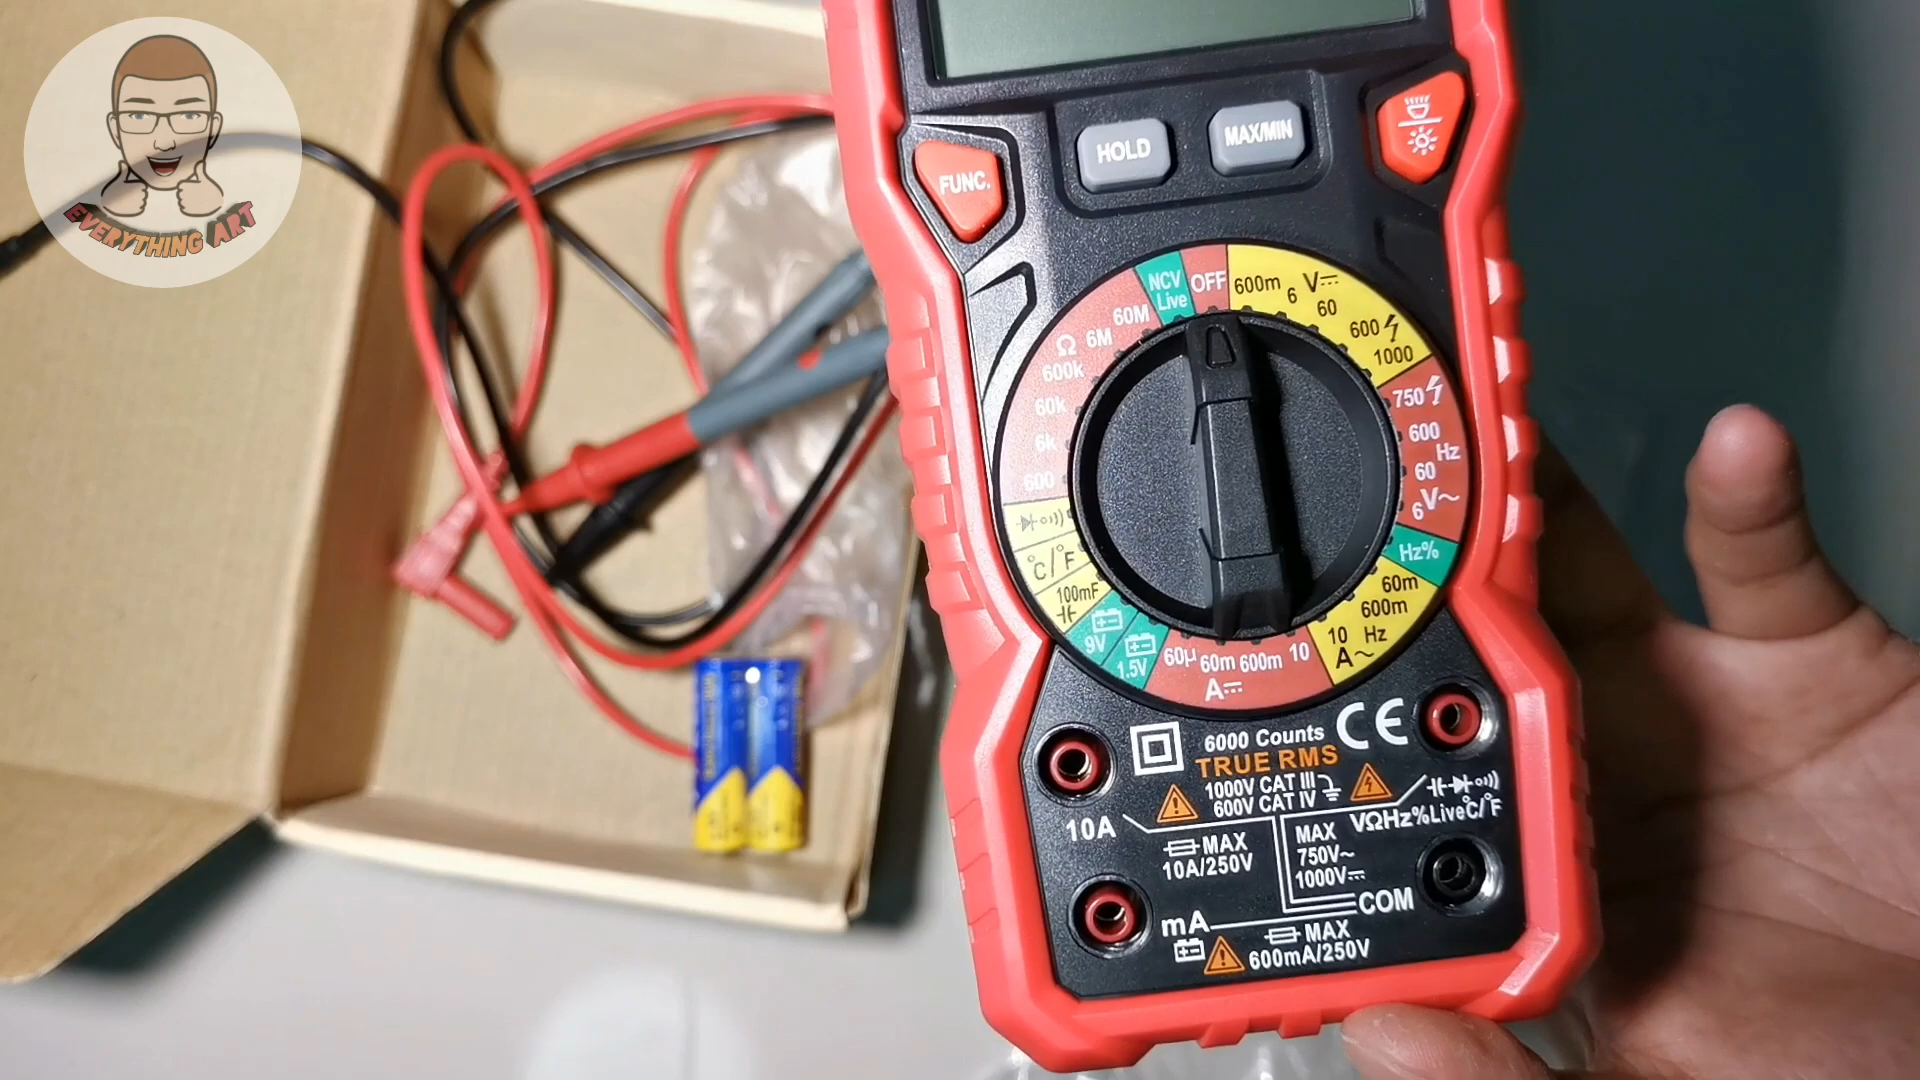 EVERYTHING ART
HOLD
MAX/MIN
FUNC.
NCV
Live
OFF
600m
6
V
60
600
1000
750
600
Hz
60
6
V~
Hz%
60m
600m
10 Hz
A~
60M
6M
Ω
600k
60k
6k
600
°C/°F
100mF
9V
1.5V
60µ 60m 600m 10
A
6000 Counts
TRUE RMS
CE
1000V CAT III
600V CAT IV
10A
VΩHz%Live°C/°F
MAX
10A/250V
MAX
750V~
1000V
COM
mA
MAX
600mA/250V